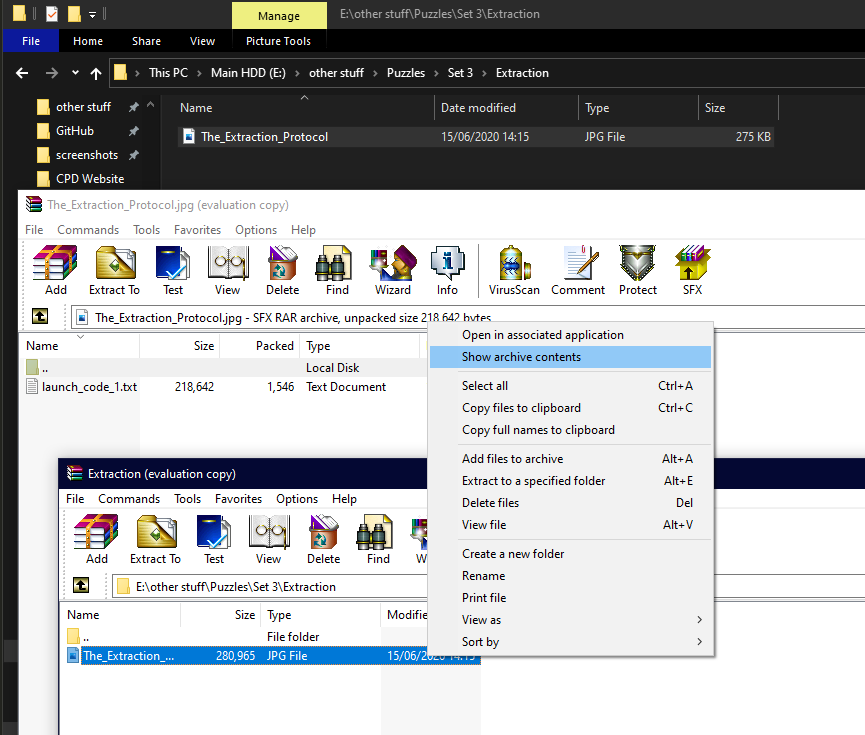 Manage E:\other stuff\Puzzles\Set 3\Extraction
File Home Share View Picture Tools
This PC Main HDD (E:) other stuff Puzzles Set 3 Extraction
other stuff Name Date modified Type Size
GitHub The_Extraction_Protocol 15/06/2020 14:15 JPG File 275 KB
screenshots
CPD Website
The_Extraction_Protocol.jpg (evaluation copy)
File Commands Tools Favorites Options Help
Add Extract To Test View Delete Find Wizard Info VirusScan Comment Protect SFX
The_Extraction_Protocol.jpg - SFX RAR archive, unpacked size 218,642 bytes
Name Size Packed Type
.. Local Disk
launch_code_1.txt 218,642 1,546 Text Document
Open in associated application
Show archive contents
Select all Ctrl+A
Copy files to clipboard Ctrl+C
Copy full names to clipboard
Add files to archive Alt+A
Extract to a specified folder Alt+E
Delete files Del
View file Alt+V
Create a new folder
Rename
Print file
View as
Sort by
Extraction (evaluation copy)
File Commands Tools Favorites Options Help
Add Extract To Test View Delete Find
E:\other stuff\Puzzles\Set 3\Extraction
Name Size Type
.. File folder
The_Extraction_... 280,965 JPG File 15/06/2020 14:15